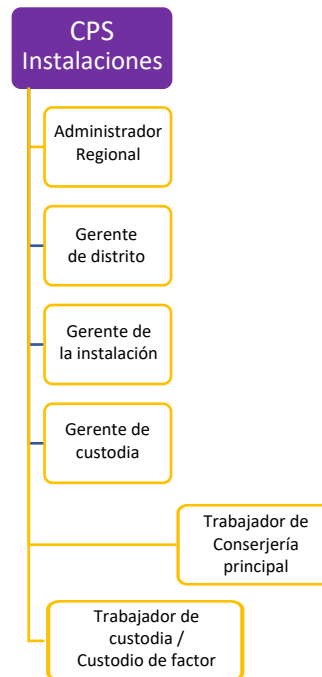 CPS
Instalaciones
Administrador
Regional
Gerente
de distrito
Gerente de
la instalación
Gerente de
custodia
Trabajador de
Conserjería
principal
Trabajador de
custodia /
Custodio de factor